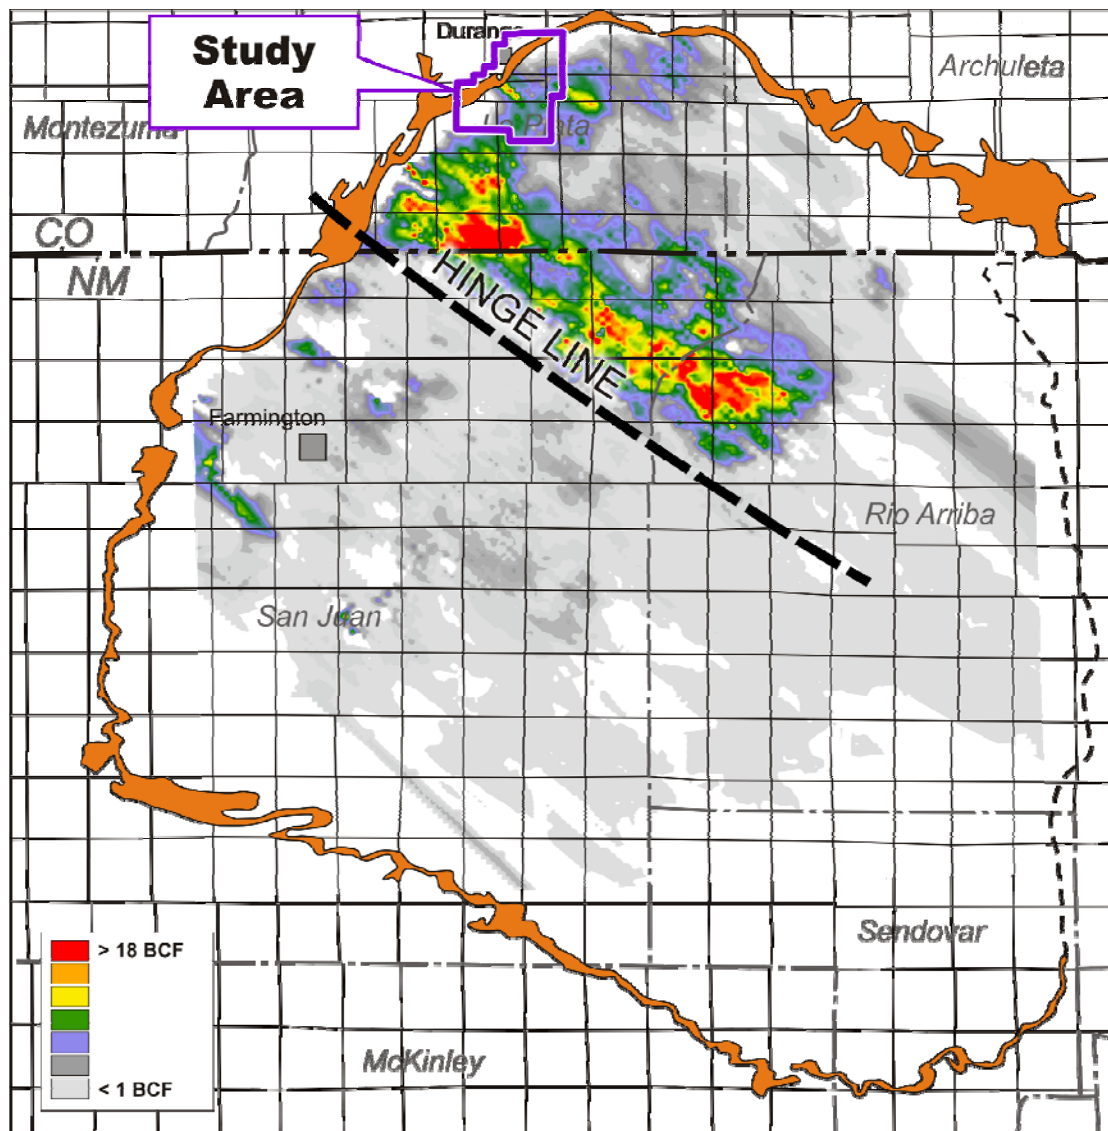 Durango
Study
Area
Archuleta
Montezuma
La Plata
CO
NM
HINGE LINE
Farmington
Rio Arriba
San Juan
Sendovar
> 18 BCF
McKinley
< 1 BCF